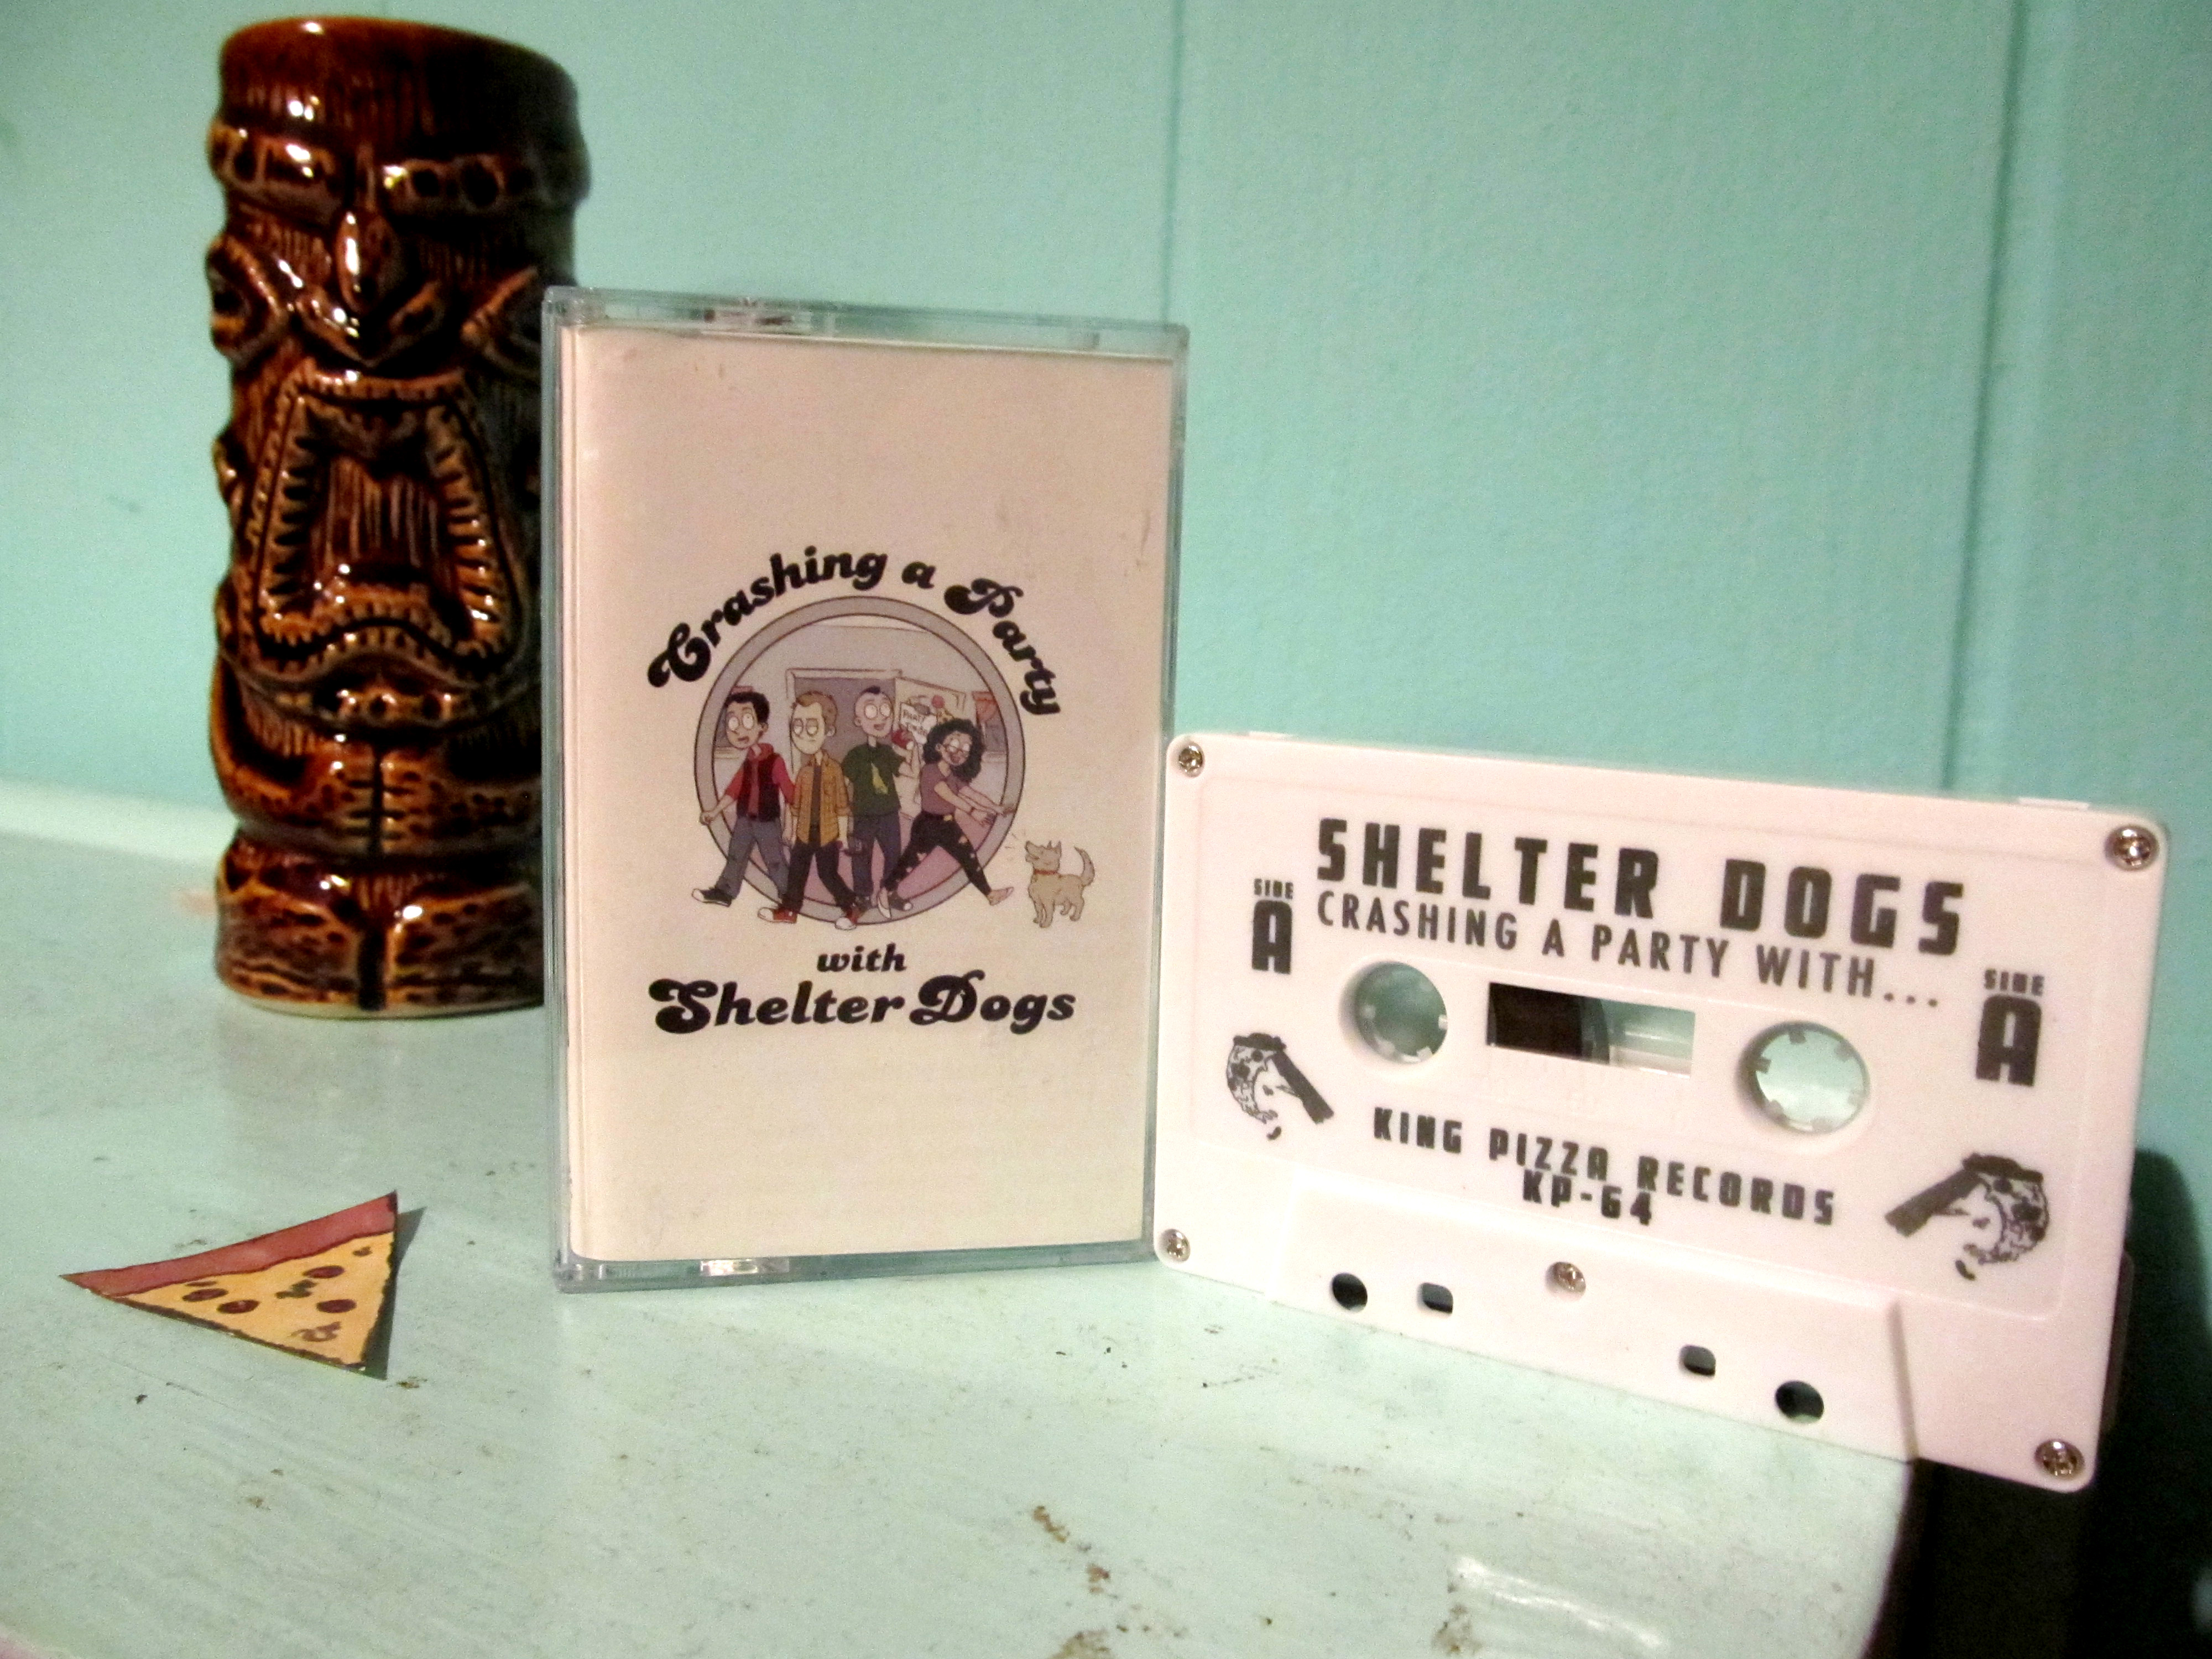 Crashing a Party
with
Shelter Dogs
SHELTER DOGS
CRASHING A PARTY WITH...
SIDE
A
SIDE
A
KING PIZZA RECORDS
KP-64